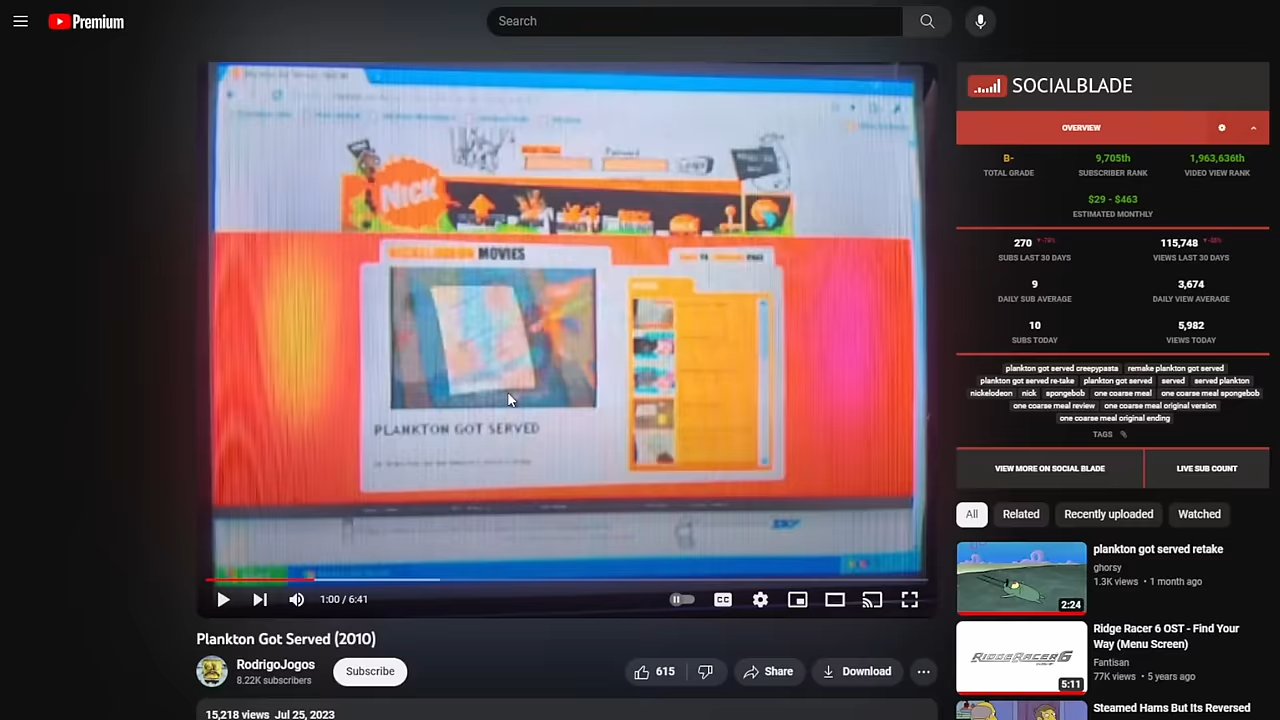 Premium
Search
SOCIALBLADE
OVERVIEW
B-
9,705th
1,963,636th
TOTAL GRADE
SUBSCRIBER RANK
VIDEO VIEW RANK
$29 - $463
ESTIMATED MONTHLY
270
115,748
SUBS LAST 30 DAYS
VIEWS LAST 30 DAYS
9
3,674
DAILY SUB AVERAGE
DAILY VIEW AVERAGE
10
5,982
SUBS TODAY
VIEWS TODAY
plankton got served creepypasta remake plankton got served
plankton got served re-take plankton got served served served plankton
nickelodeon nick spongebob one coarse meal one coarse meal spongebob
one coarse meal review one coarse meal original version
one coarse meal original ending
TAGS
VIEW MORE ON SOCIAL BLADE
LIVE SUB COUNT
NICK
MOVIES
PLANKTON GOT SERVED
1:00 / 6:41
CC
Plankton Got Served (2010)
RodrigoJogos
8.22K subscribers
Subscribe
615
Share
Download
15,218 views Jul 25, 2023
All
Related
Recently uploaded
Watched
plankton got served retake
ghorsy
1.3K views • 1 month ago
2:24
Ridge Racer 6 OST - Find Your
Way (Menu Screen)
Fantisan
77K views • 5 years ago
RIDGE RACER 6
5:11
Steamed Hams But Its Reversed